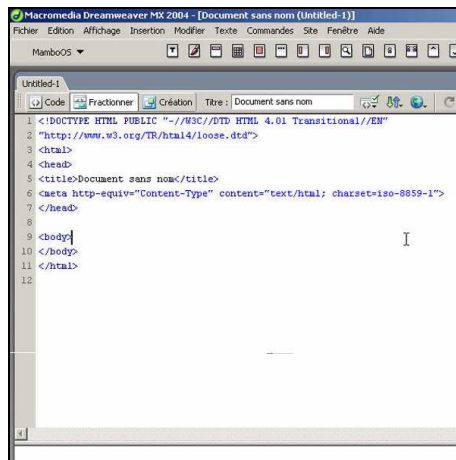 Macromedia Dreamweaver MX 2004 - [Document sans nom (Untitled-1)]
Fichier Edition Affichage Insertion Modifier Texte Commandes Site Fenêtre Aide
MamboOS
Untitled-1
Code Fractionner Création Titre : Document sans nom
1 <!DOCTYPE HTML PUBLIC "-//W3C//DTD HTML 4.01 Transitional//EN"
2 "http://www.w3.org/TR/html4/loose.dtd">
3 <html>
4 <head>
5 <title>Document sans nom</title>
6 <meta http-equiv="Content-Type" content="text/html; charset=iso-8859-1">
7 </head>
8
9 <body>
10 </body>
11 </html>
12